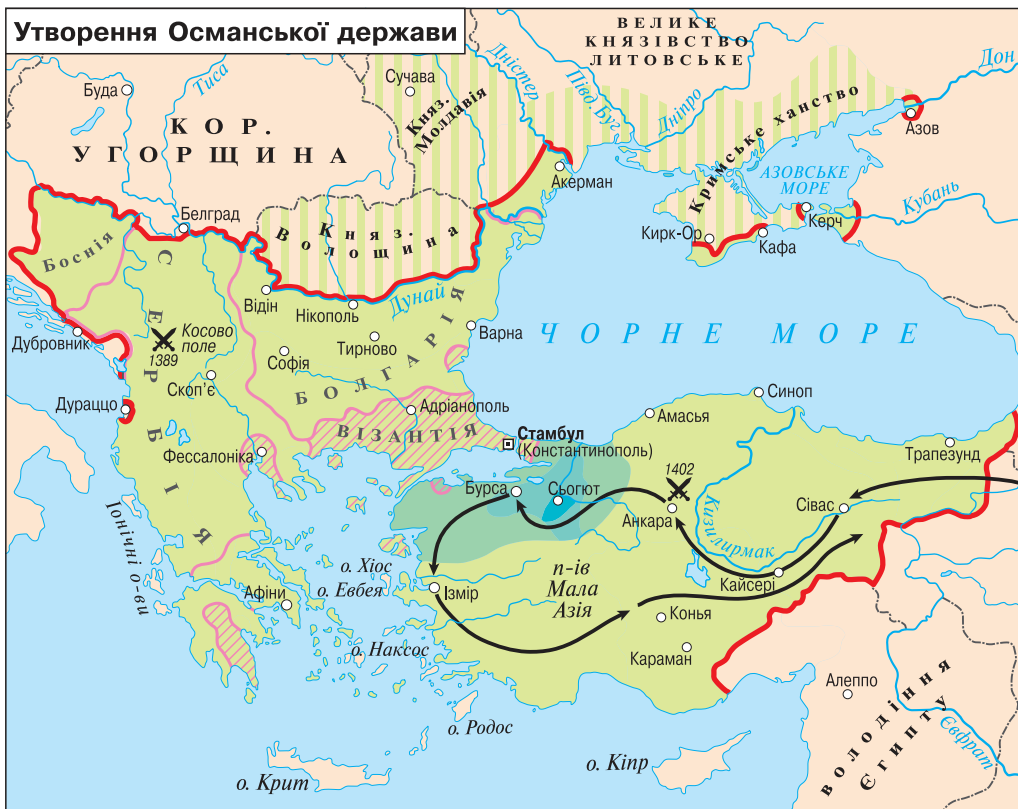 Утворення Османської держави
ВЕЛИКЕ
КНЯЗІВСТВО
ЛИТОВСЬКЕ
Буда
Тиса
Сучава
Княз.
Молдавія
Дністер
Півд. Буг
Дніпро
Дон
КОР.
УГОРЩИНА
Кримське ханство
Азов
АЗОВСЬКЕ
МОРЕ
Кубань
Акерман
Керч
Кирк-Ор
Кафа
Белград
Боснія
Княз.
Волощина
СЕРБІЯ
Відін
Дунай
Нікополь
Дубровник
1389
Косово
поле
Софія
Тирново
Варна
БОЛГАРІЯ
ЧОРНЕ МОРЕ
Скоп'є
Дураццо
Адріанополь
ВІЗАНТІЯ
Стамбул
(Константинополь)
Синоп
Амасья
Трапезунд
Фессалоніка
Бурса
Сьогют
1402
Анкара
Кизилирмак
Сівас
Іонічні о-ви
о. Хіос
о. Евбея
Афіни
Ізмір
п-ів
Мала
Азія
Кайсері
Конья
Караман
о. Наксос
Алеппо
о. Родос
о. Крит
о. Кіпр
ВОЛОДІННЯ
ЄГИПТУ
Євфрат